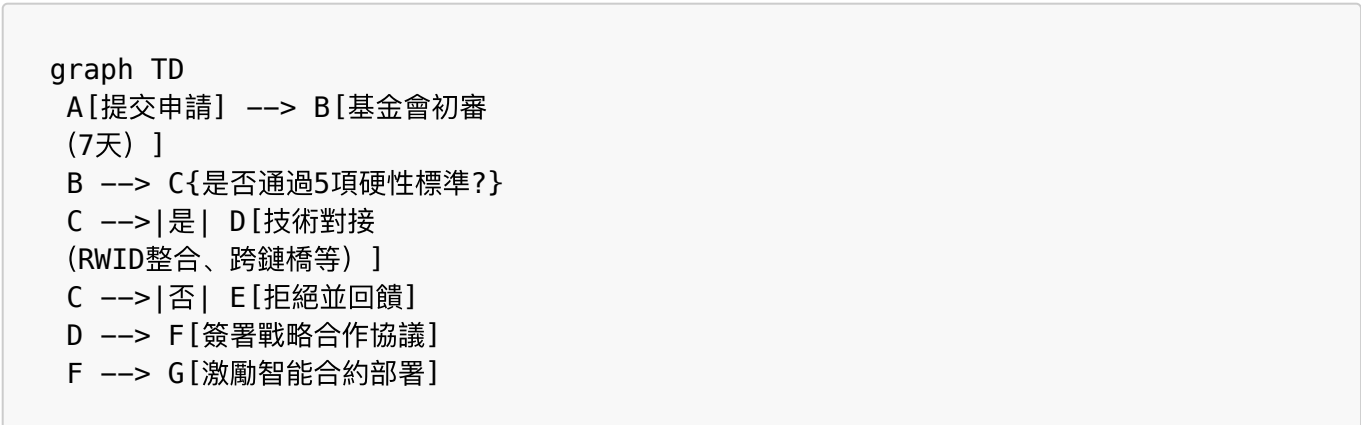 graph TD
A[提交申請] --> B[基金會初審
（7天）]
B --> C{是否通過5項硬性標準?}
C -->|是| D[技術對接
（RWID整合、跨鏈橋等）]
C -->|否| E[拒絕並回饋]
D --> F[簽署戰略合作協議]
F --> G[激勵智能合約部署]